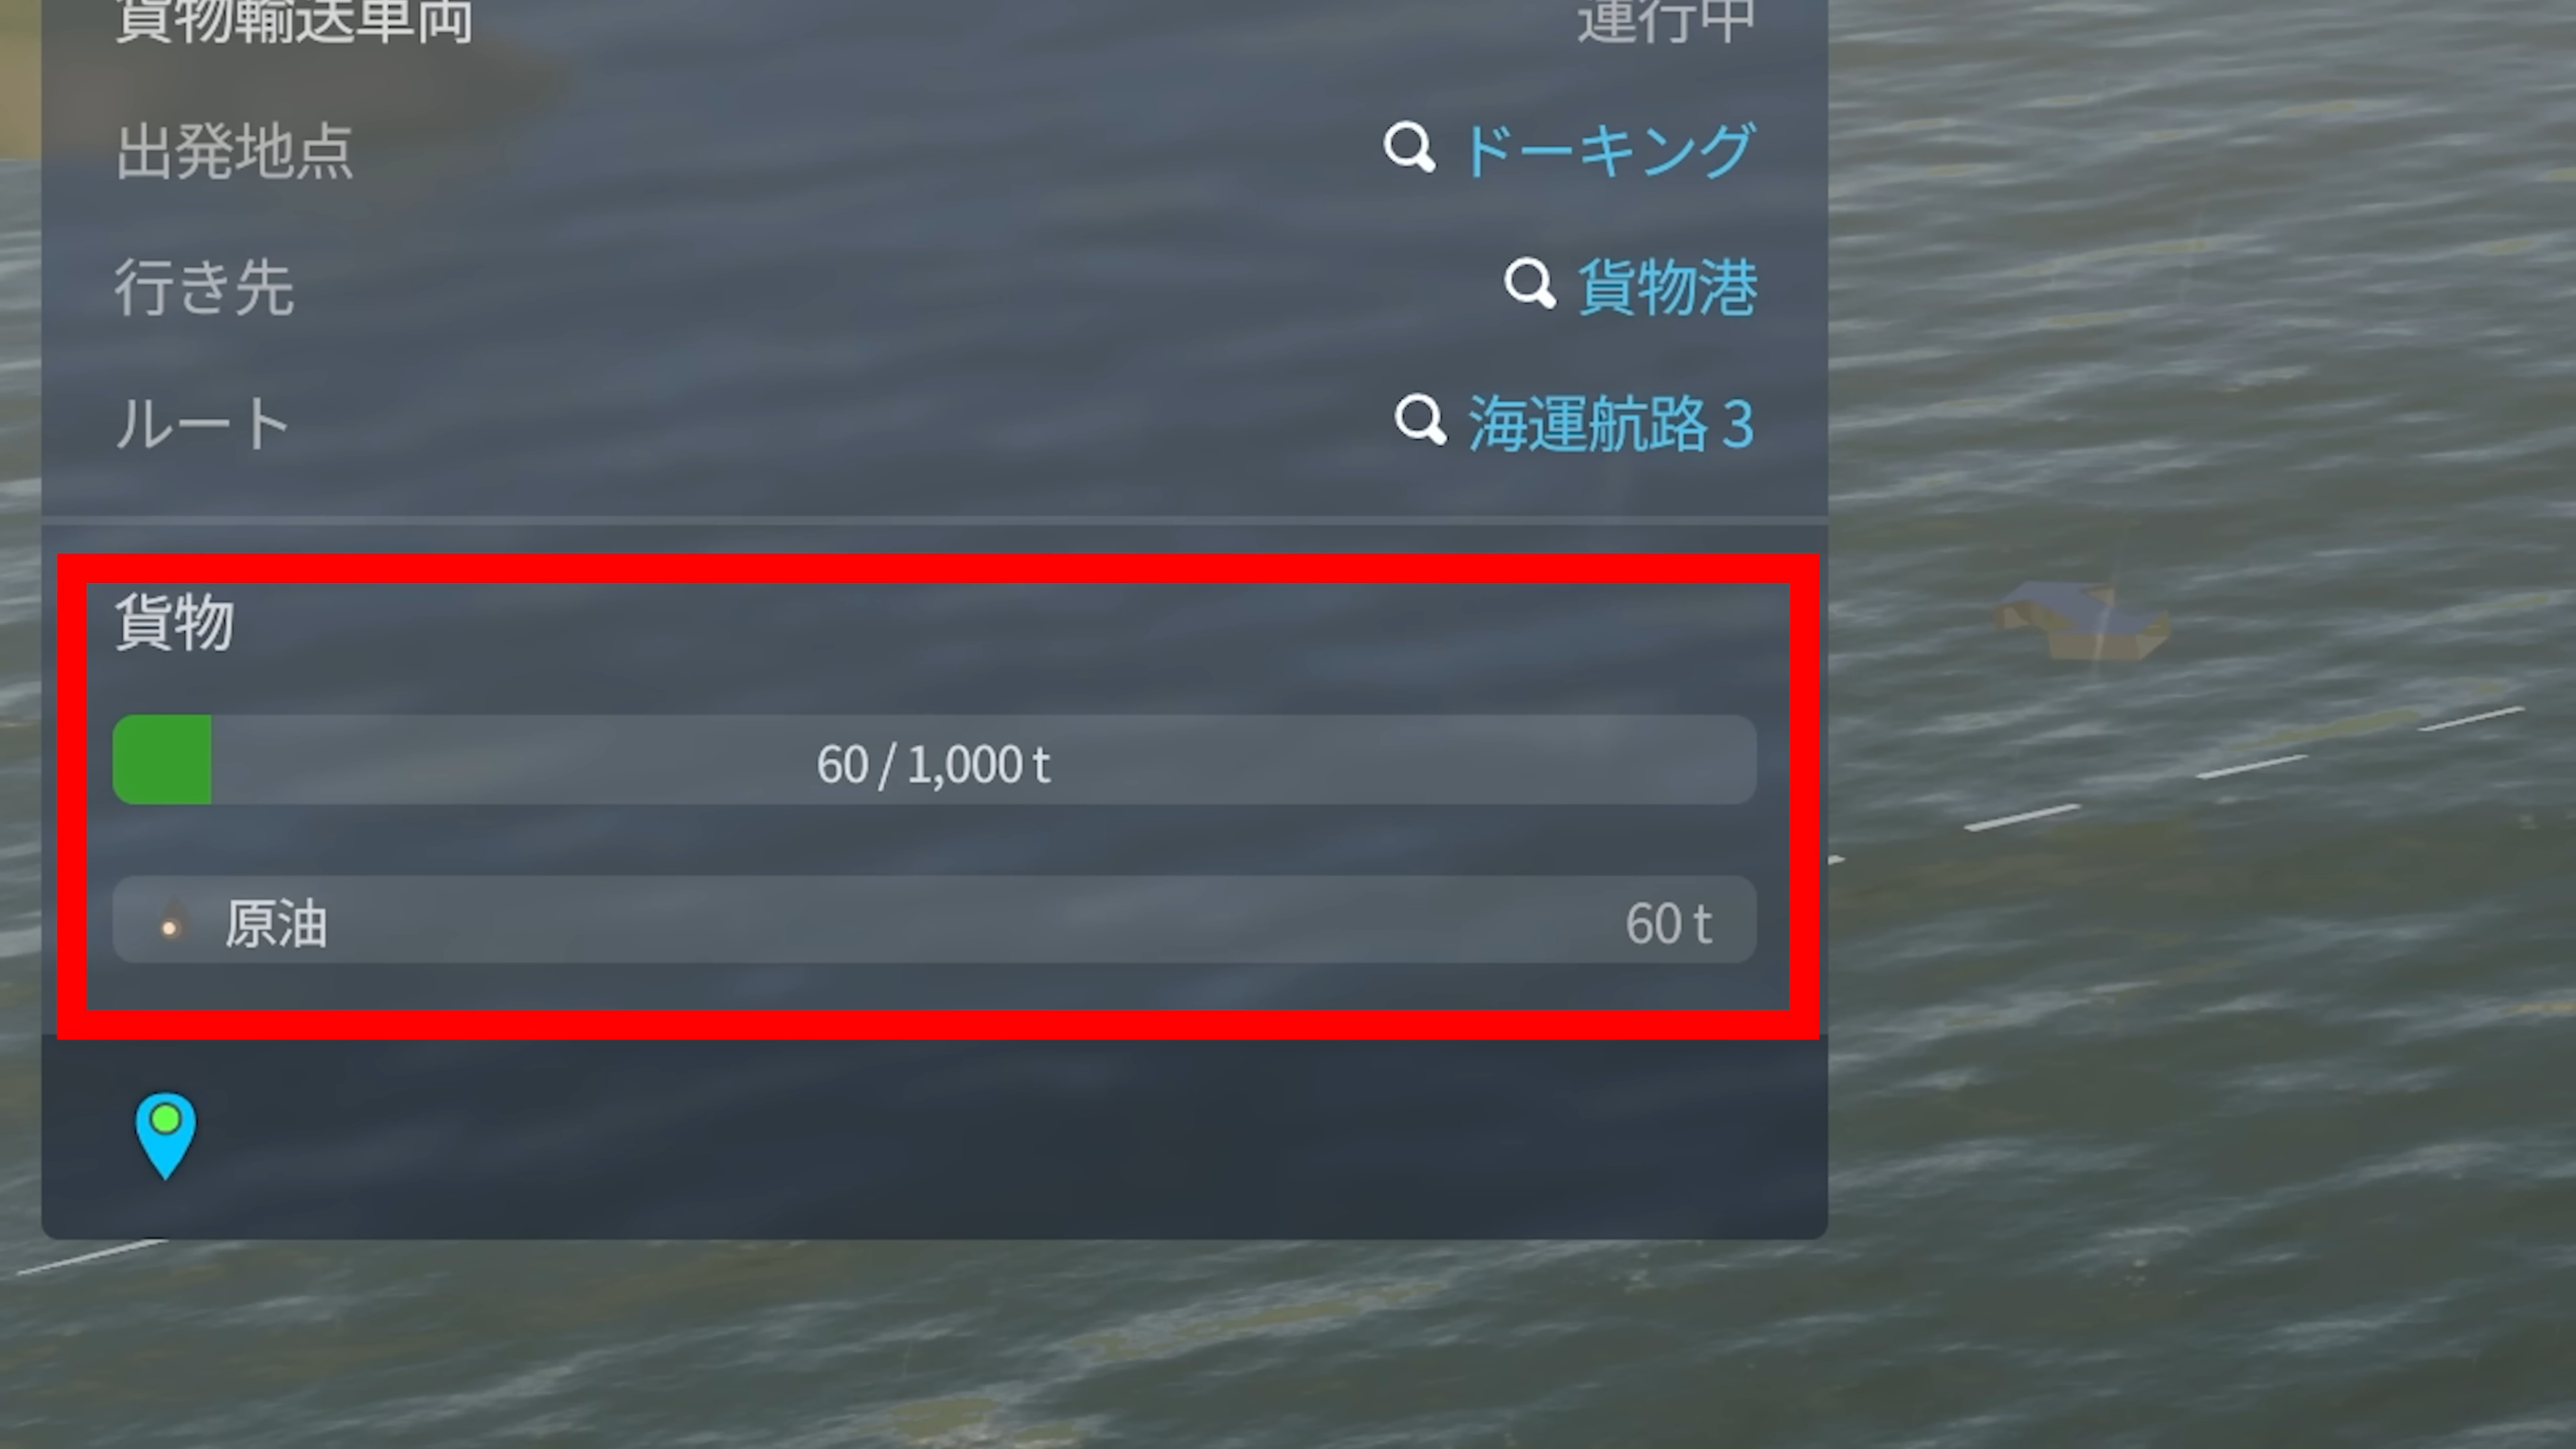 貨物輸送車両 運行中
出発地点 ドーキング
行き先 貨物港
ルート 海運航路 3
貨物
60 / 1,000 t
原油 60 t